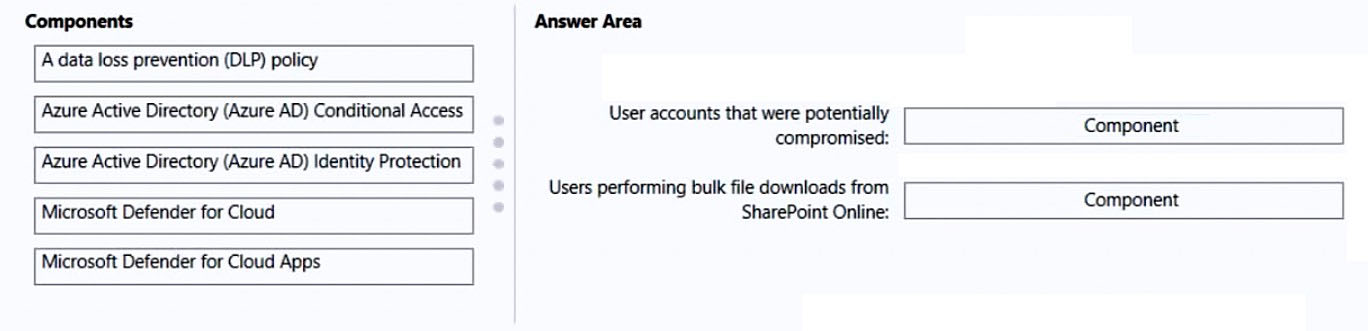 Components
A data loss prevention (DLP) policy
Azure Active Directory (Azure AD) Conditional Access
Azure Active Directory (Azure AD) Identity Protection
Microsoft Defender for Cloud
Microsoft Defender for Cloud Apps
Answer Area
User accounts that were potentially
compromised:
Component
Users performing bulk file downloads from
SharePoint Online:
Component